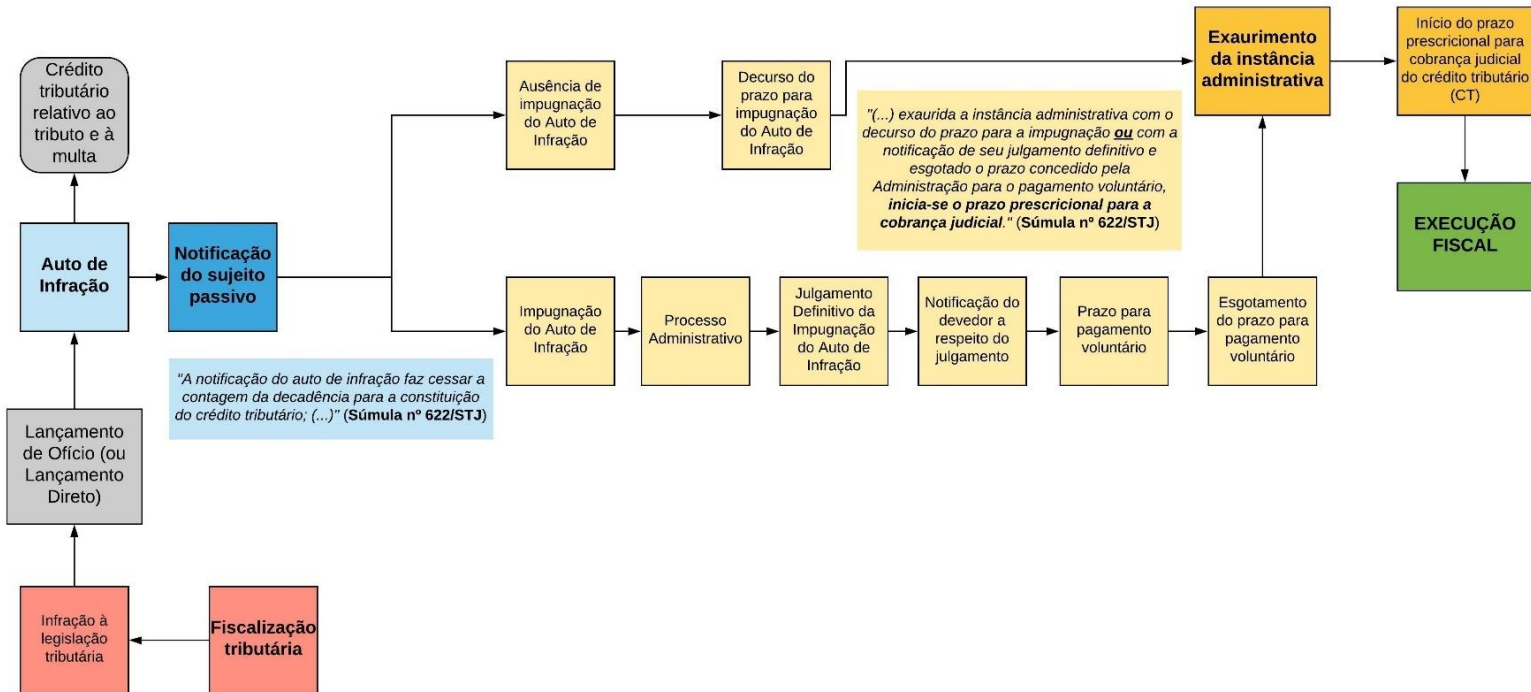 Crédito
tributário
relativo ao
tributo e à
multa
Auto de
Infração
Notificação
do sujeito
passivo
"A notificação do auto de infração faz cessar a
contagem da decadência para a constituição
do crédito tributário; (...)" (Súmula nº 622/STJ)
Lançamento
de Ofício (ou
Lançamento
Direto)
Infração à
legislação
tributária
Fiscalização
tributária
Ausência de
impugnação
do Auto de
Infração
Decurso do
prazo para
impugnação
do Auto de
Infração
"(...) exaurida a instância administrativa com o
decurso do prazo para a impugnação ou com a
notificação de seu julgamento definitivo e
esgotado o prazo concedido pela
Administração para o pagamento voluntário,
inicia-se o prazo prescricional para a
cobrança judicial." (Súmula nº 622/STJ)
Impugnação
do Auto de
Infração
Processo
Administrativo
Julgamento
Definitivo da
Impugnação
do Auto de
Infração
Notificação do
devedor a
respeito do
julgamento
Prazo para
pagamento
voluntário
Esgotamento
do prazo para
pagamento
voluntário
Exaurimento
da instância
administrativa
Início do prazo
prescricional para
cobrança judicial
do crédito tributário
(CT)
EXECUÇÃO
FISCAL